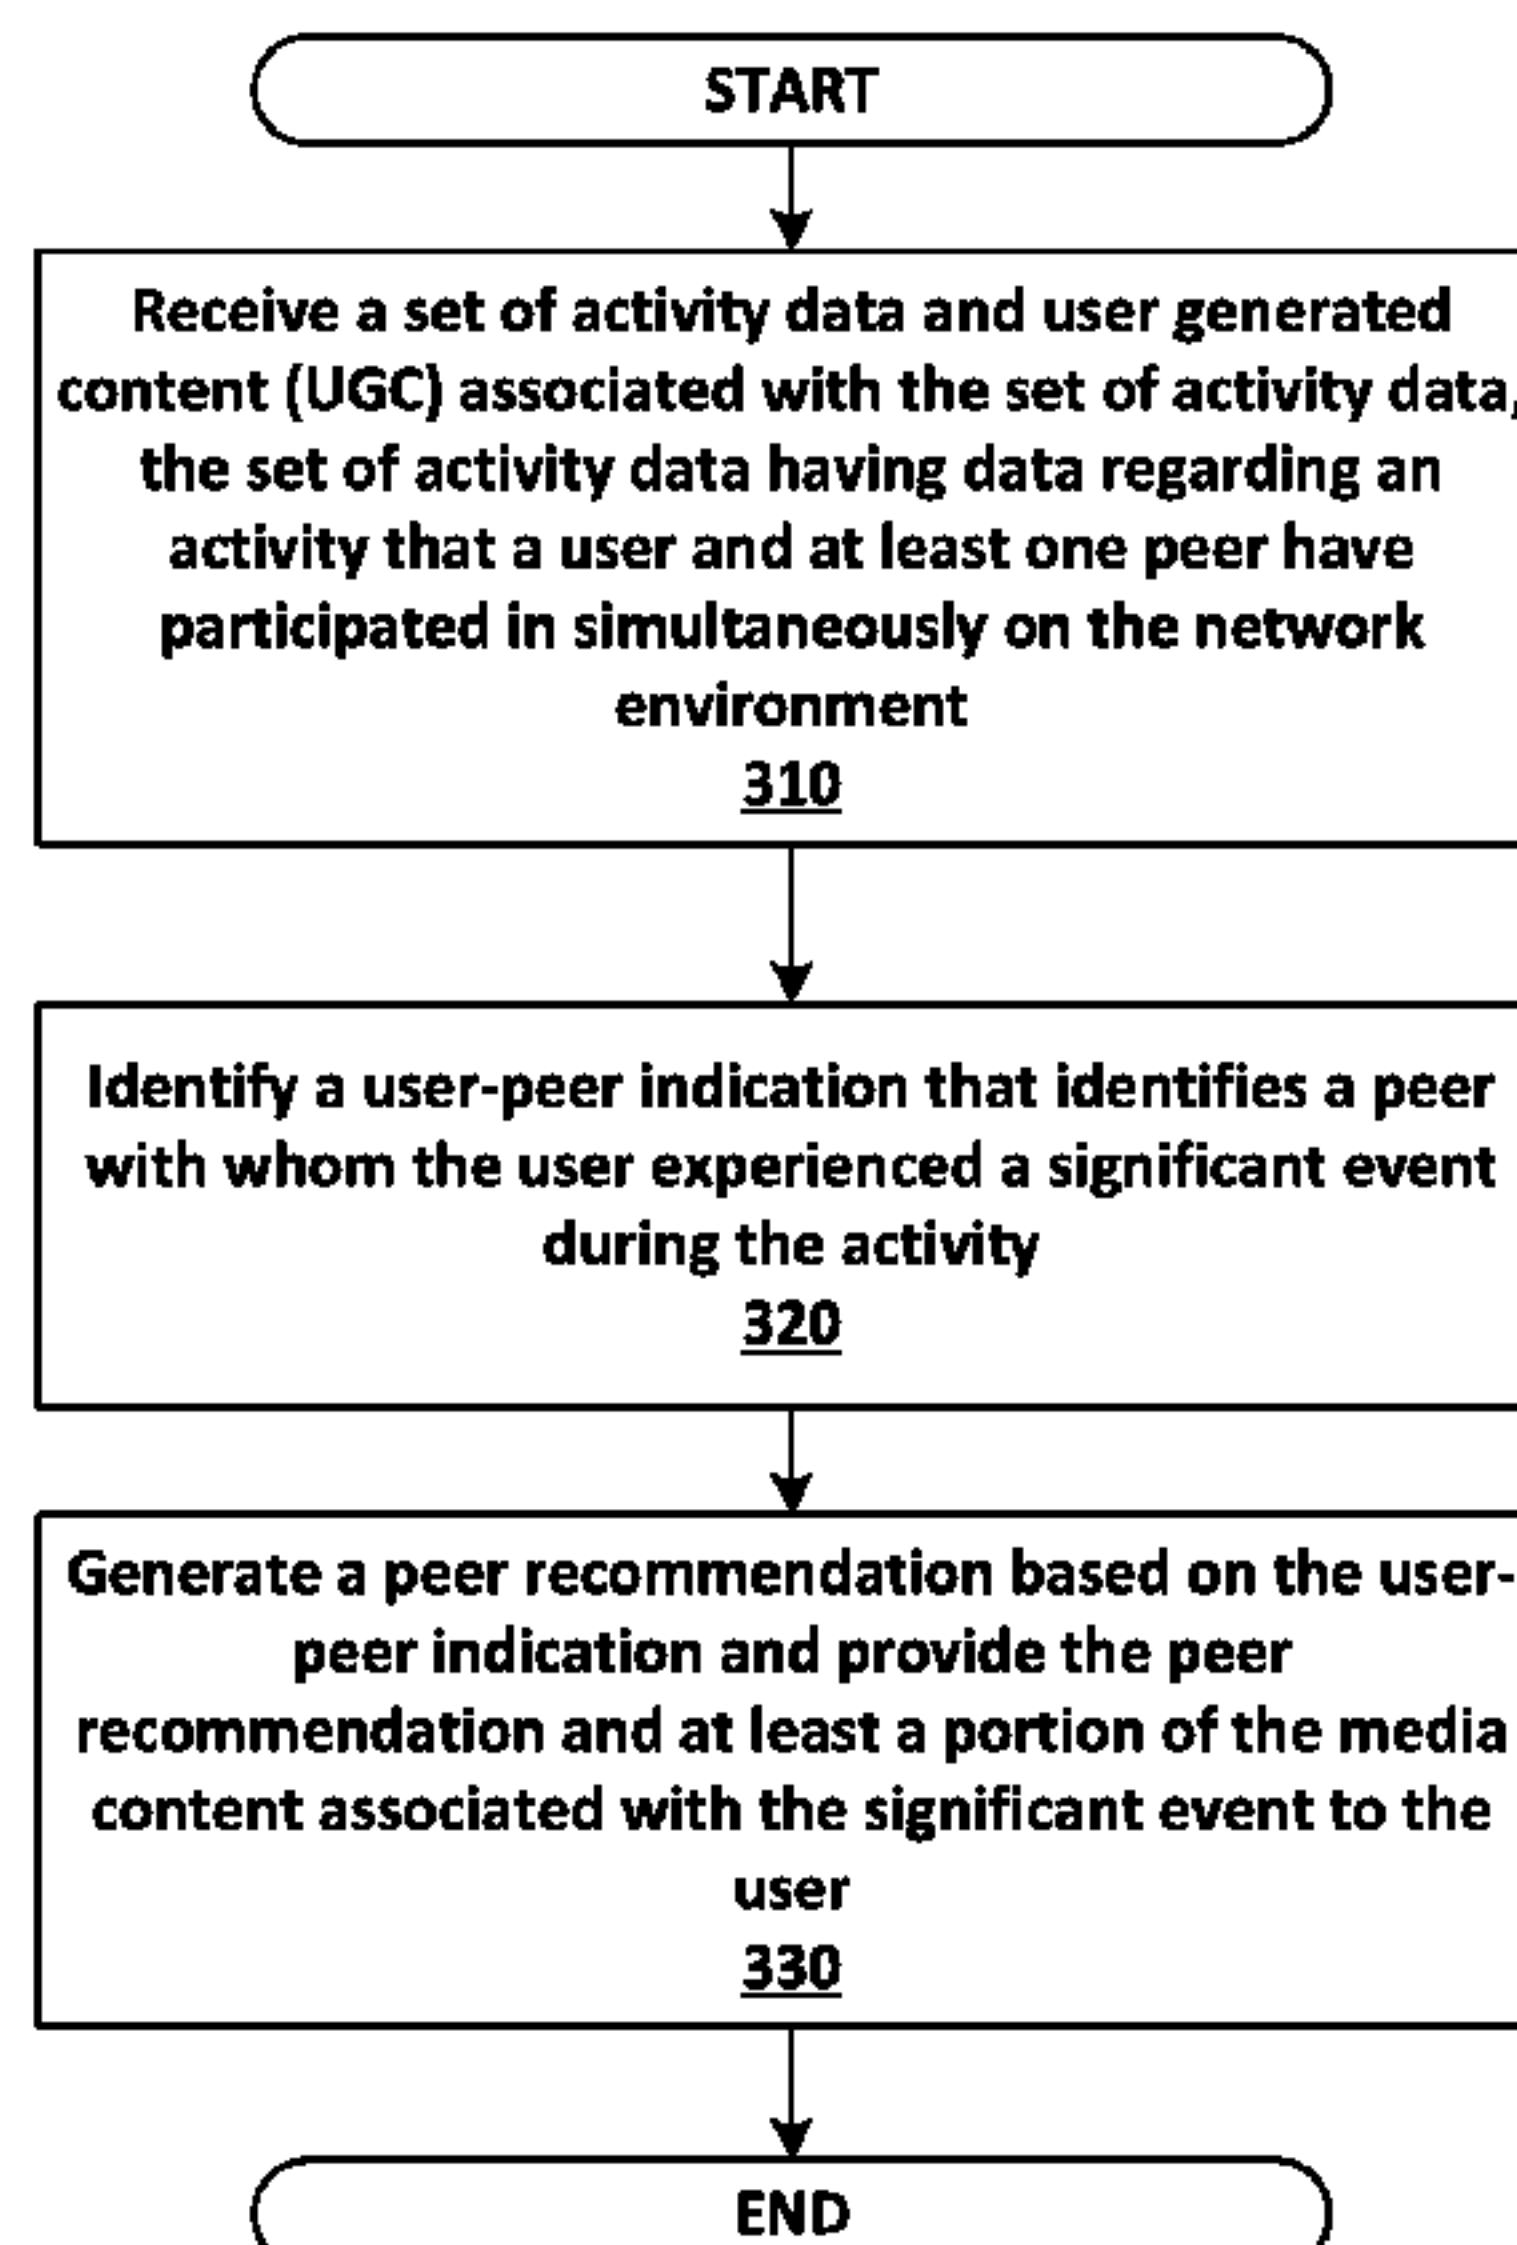 START
Receive a set of activity data and user generated
content (UGC) associated with the set of activity data,
the set of activity data having data regarding an
activity that a user and at least one peer have
participated in simultaneously on the network
environment
310
Identify a user-peer indication that identifies a peer
with whom the user experienced a significant event
during the activity
320
Generate a peer recommendation based on the user-
peer indication and provide the peer
recommendation and at least a portion of the media
content associated with the significant event to the
user
330
END